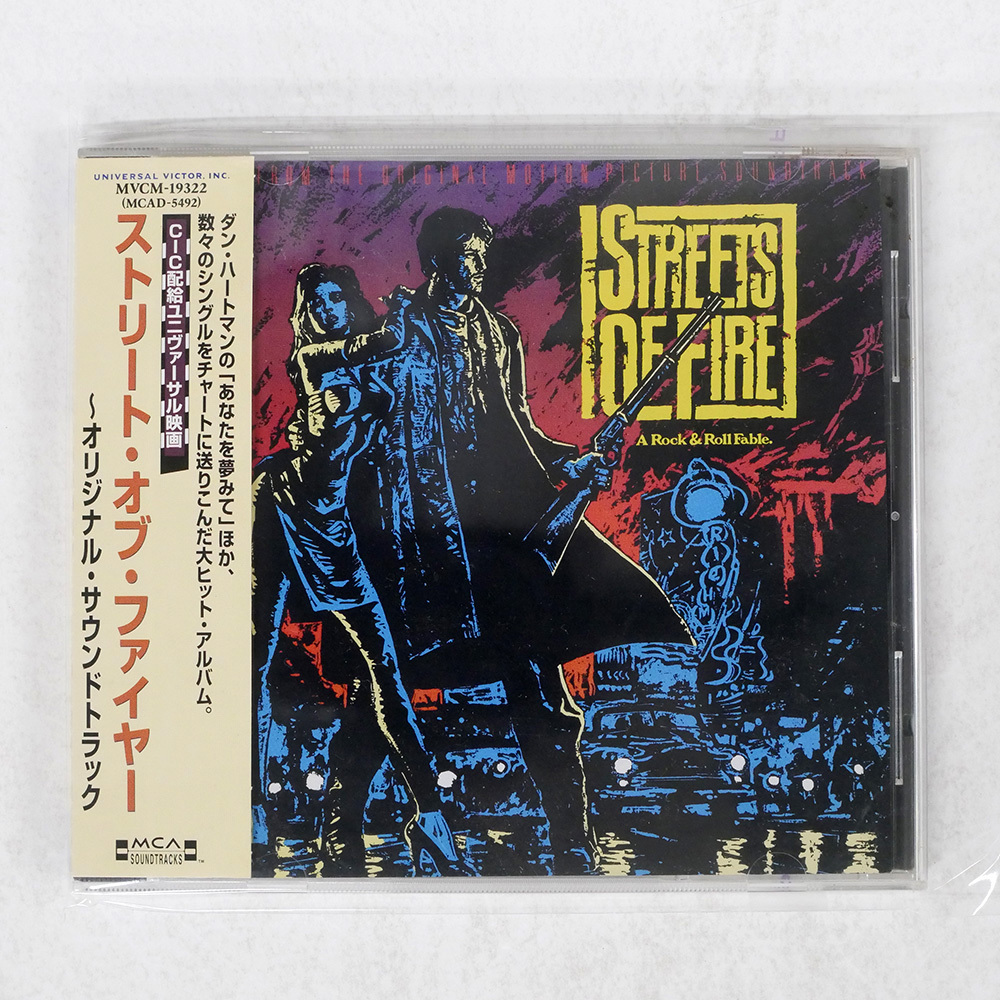 UNIVERSAL VICTOR, INC.
MVCM-19322
(MCAD-5492)
ダン・ハートマンの「あなたを夢みて」ほか、
数々のシングルをチャートに送りこんだ大ヒット・アルバム。
CIC配給ユニヴァーサル映画
ストリート・オブ・ファイヤー
〜オリジナル・サウンドトラック
MCA
SOUNDTRACKS™
FROM THE ORIGINAL MOTION PICTURE SOUNDTRACK
STREETS
OF FIRE
A Rock & Roll Fable.